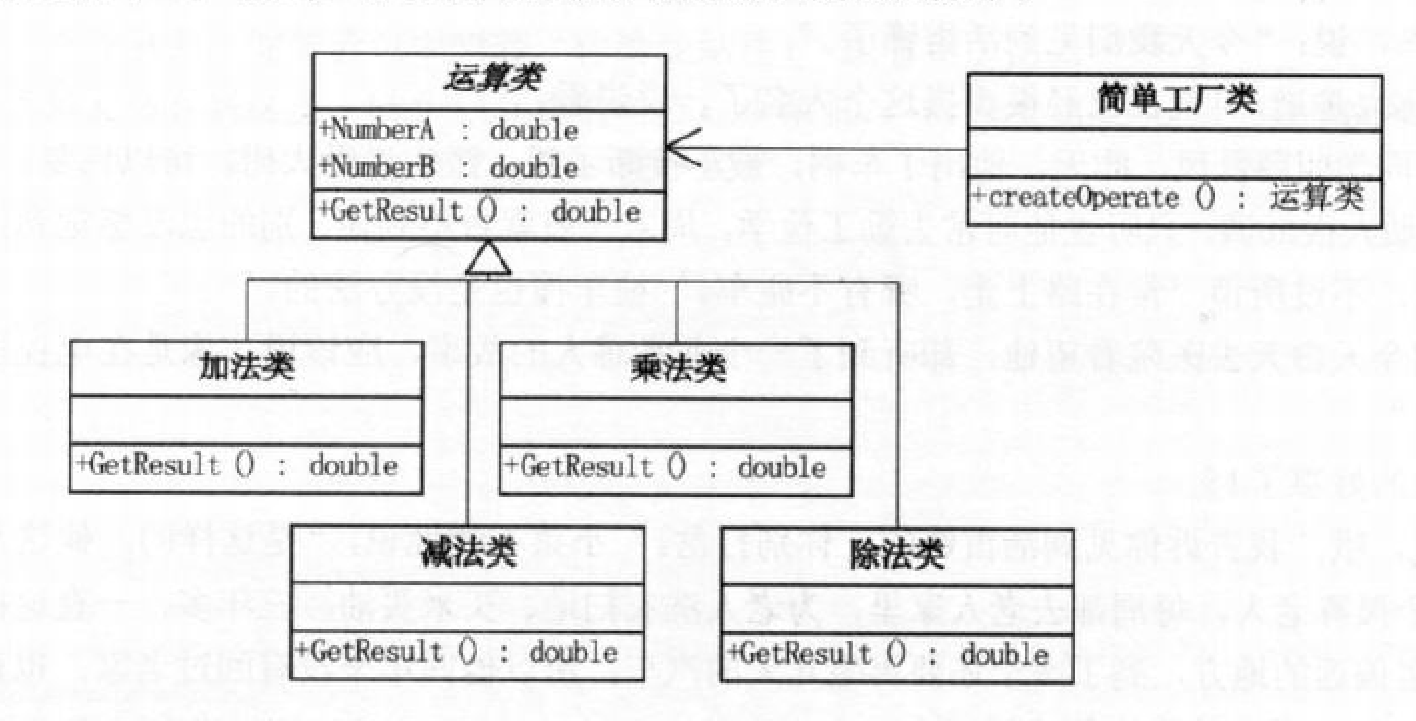 运算类
+NumberA : double
+NumberB : double
+GetResult () : double
简单工厂类
+createOperate () : 运算类
加法类
+GetResult () : double
乘法类
+GetResult () : double
减法类
+GetResult () : double
除法类
+GetResult () : double